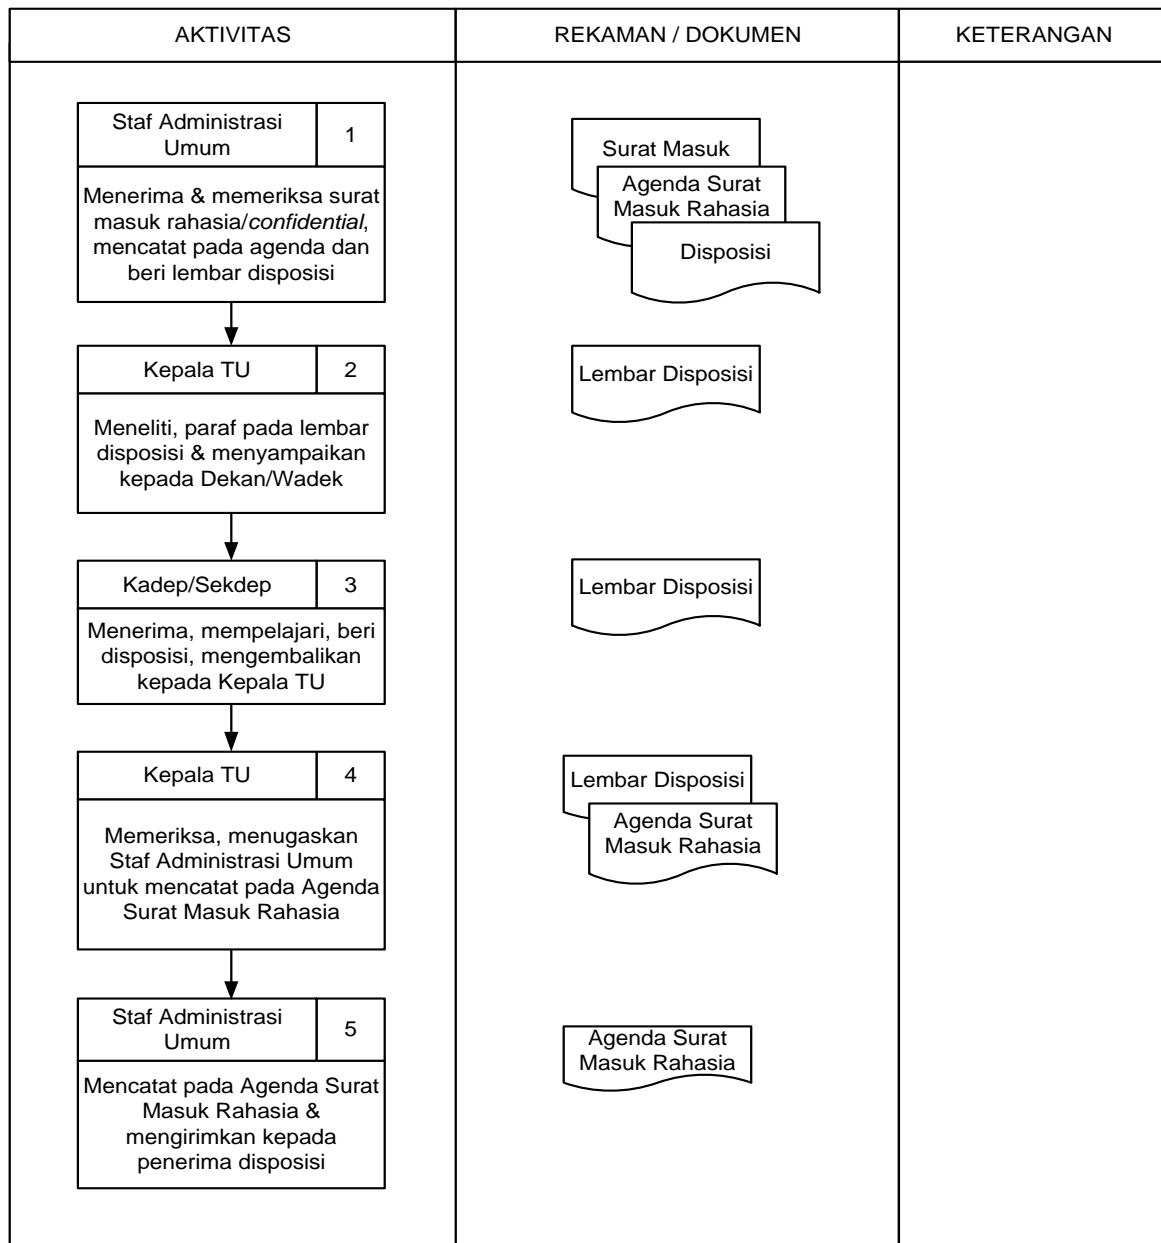 AKTIVITAS
REKAMAN / DOKUMEN
KETERANGAN
Staf Administrasi
Umum
1
Menerima & memeriksa surat
masuk rahasia/confidential,
mencatat pada agenda dan
beri lembar disposisi
Surat Masuk
Agenda Surat
Masuk Rahasia
Disposisi
Kepala TU
2
Meneliti, paraf pada lembar
disposisi & menyampaikan
kepada Dekan/Wadek
Lembar Disposisi
Kadep/Sekdep
3
Menerima, mempelajari, beri
disposisi, mengembalikan
kepada Kepala TU
Lembar Disposisi
Kepala TU
4
Memeriksa, menugaskan
Staf Administrasi Umum
untuk mencatat pada Agenda
Surat Masuk Rahasia
Lembar Disposisi
Agenda Surat
Masuk Rahasia
Staf Administrasi
Umum
5
Mencatat pada Agenda Surat
Masuk Rahasia &
mengirimkan kepada
penerima disposisi
Agenda Surat
Masuk Rahasia